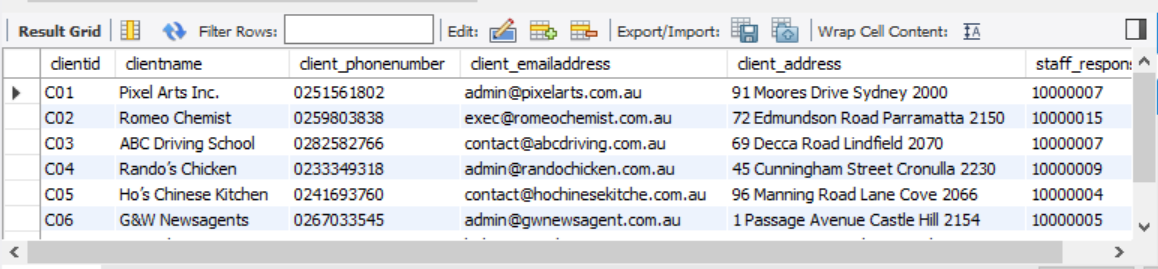 Result Grid Filter Rows: Edit: Export/Import: Wrap Cell Content: IA
clientid clientname client_phonenumber client_emailaddress client_address staff_respons
C01 Pixel Arts Inc. 0251561802 admin@pixelarts.com.au 91 Moores Drive Sydney 2000 10000007
C02 Romeo Chemist 0259803838 exec@romeochemist.com.au 72 Edmundson Road Parramatta 2150 10000015
C03 ABC Driving School 0282582766 contact@abcdriving.com.au 69 Decca Road Lindfield 2070 10000007
C04 Rando’s Chicken 0233349318 admin@randochicken.com.au 45 Cunningham Street Cronulla 2230 10000009
C05 Ho’s Chinese Kitchen 0241693760 contact@hochinesekitche.com.au 96 Manning Road Lane Cove 2066 10000004
C06 G&W Newsagents 0267033545 admin@gwnewsagent.com.au 1 Passage Avenue Castle Hill 2154 10000005